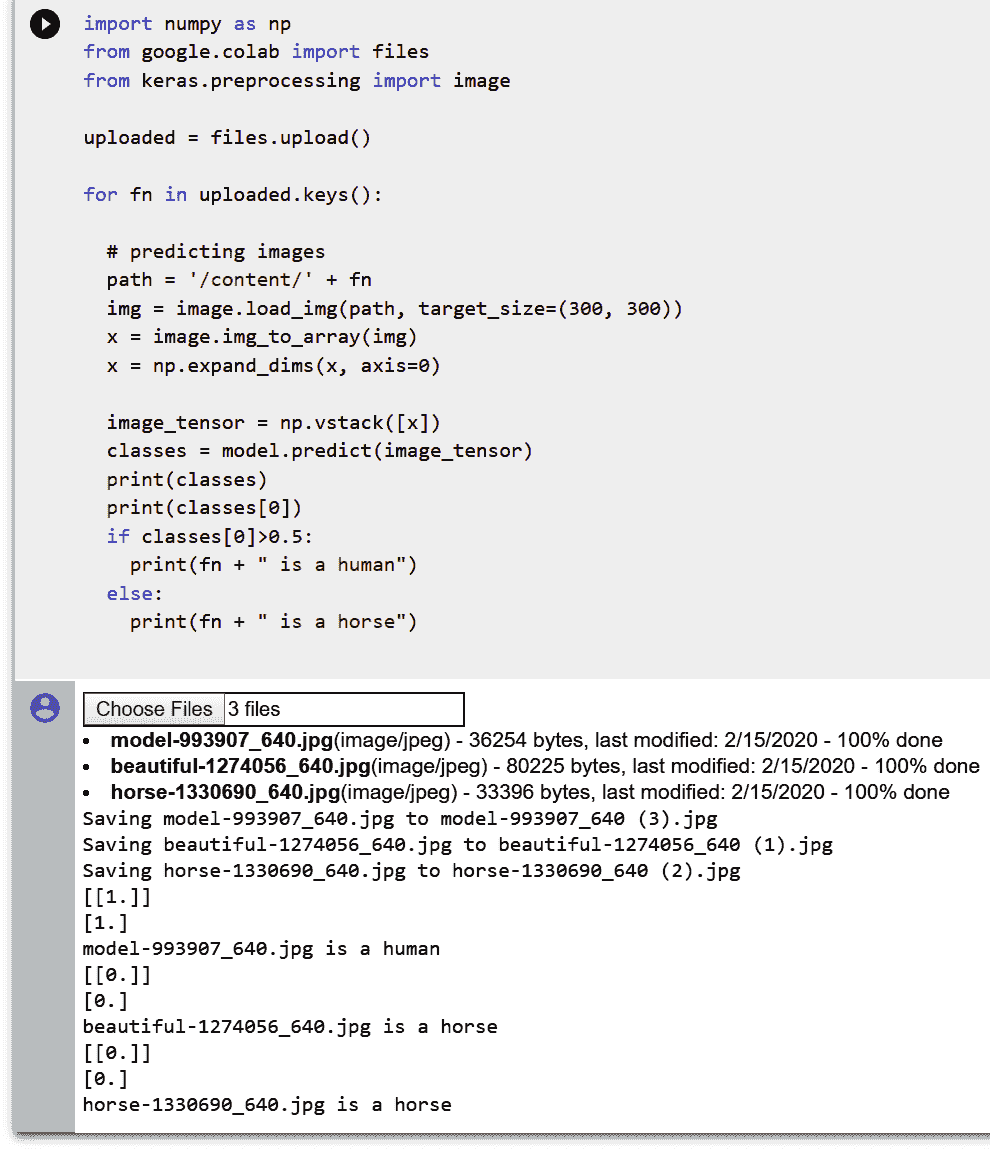 import numpy as np
from google.colab import files
from keras.preprocessing import image
uploaded = files.upload()
for fn in uploaded.keys():
# predicting images
path = '/content/' + fn
img = image.load_img(path, target_size=(300, 300))
x = image.img_to_array(img)
x = np.expand_dims(x, axis=0)
image_tensor = np.vstack([x])
classes = model.predict(image_tensor)
print(classes)
print(classes[0])
if classes[0]>0.5:
print(fn + " is a human")
else:
print(fn + " is a horse")
Choose Files 3 files
• model-993907_640.jpg(image/jpeg) - 36254 bytes, last modified: 2/15/2020 - 100% done
• beautiful-1274056_640.jpg(image/jpeg) - 80225 bytes, last modified: 2/15/2020 - 100% done
• horse-1330690_640.jpg(image/jpeg) - 33396 bytes, last modified: 2/15/2020 - 100% done
Saving model-993907_640.jpg to model-993907_640 (3).jpg
Saving beautiful-1274056_640.jpg to beautiful-1274056_640 (1).jpg
Saving horse-1330690_640.jpg to horse-1330690_640 (2).jpg
[[1.]]
[1.]
model-993907_640.jpg is a human
[[0.]]
[0.]
beautiful-1274056_640.jpg is a horse
[[0.]]
[0.]
horse-1330690_640.jpg is a horse